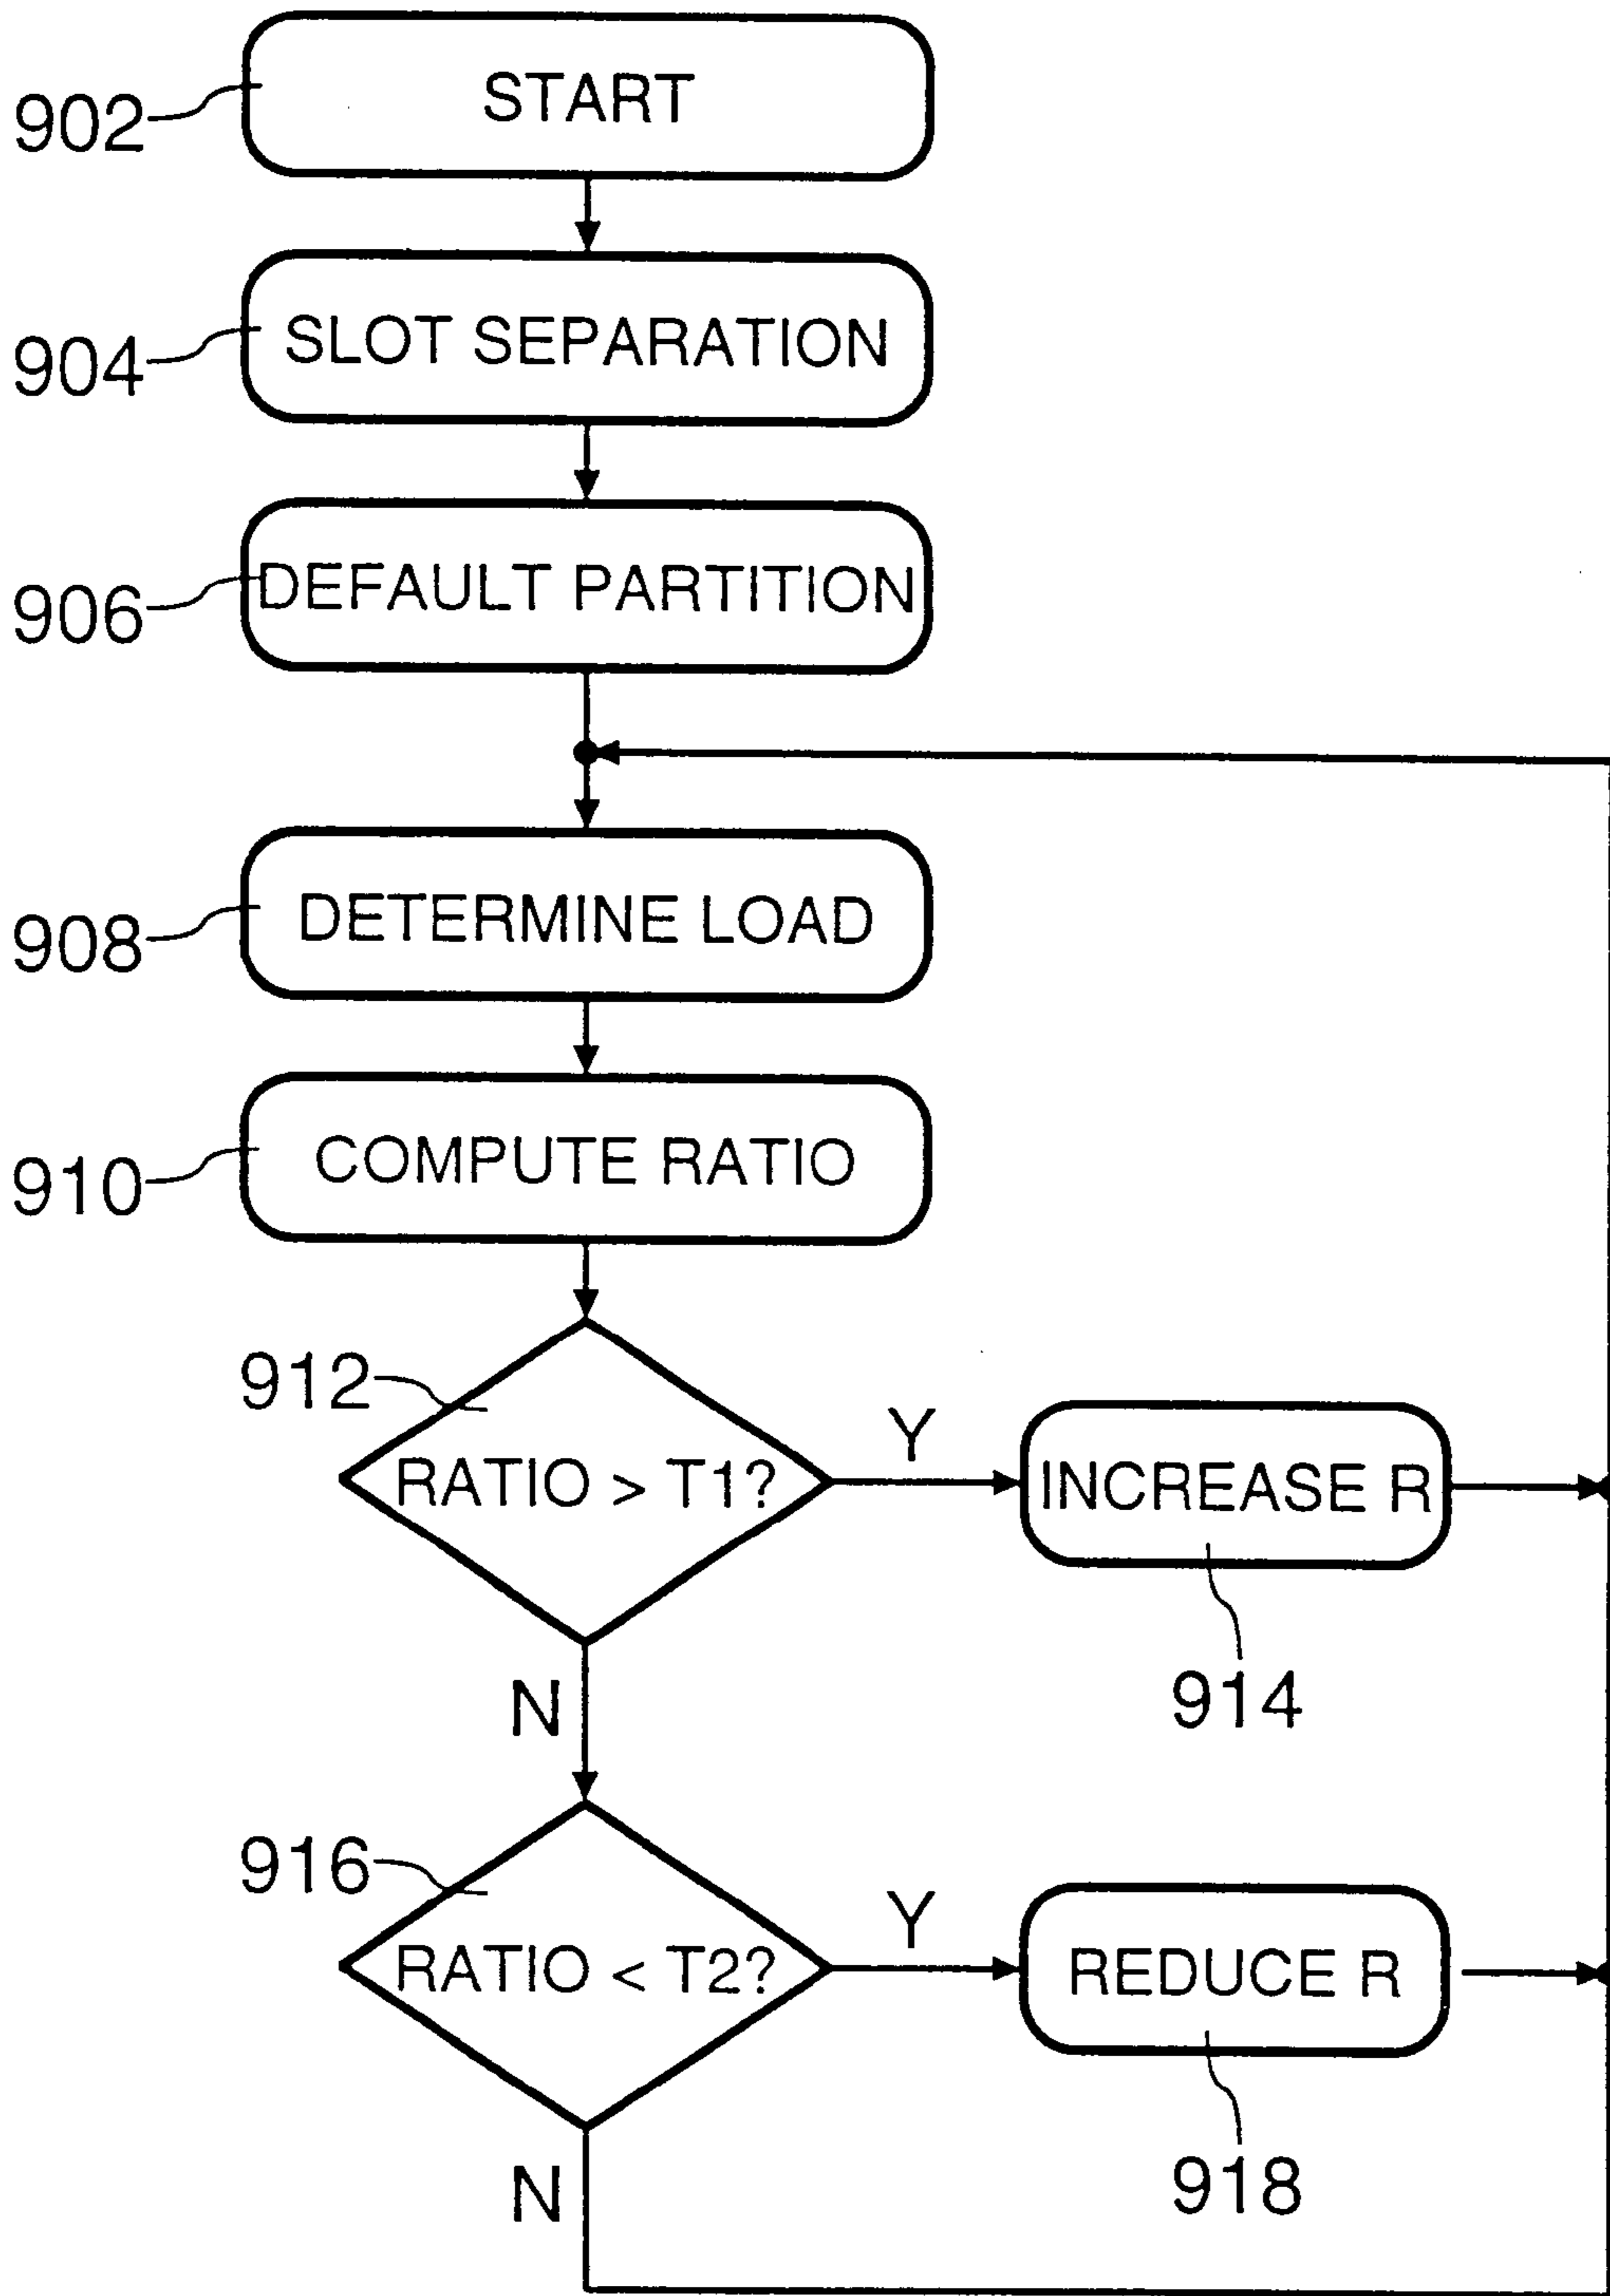 START
902
SLOT SEPARATION
904
DEFAULT PARTITION
906
DETERMINE LOAD
908
COMPUTE RATIO
910
912
RATIO > T1?
Y
INCREASE R
914
N
916
RATIO < T2?
Y
REDUCE R
918
N